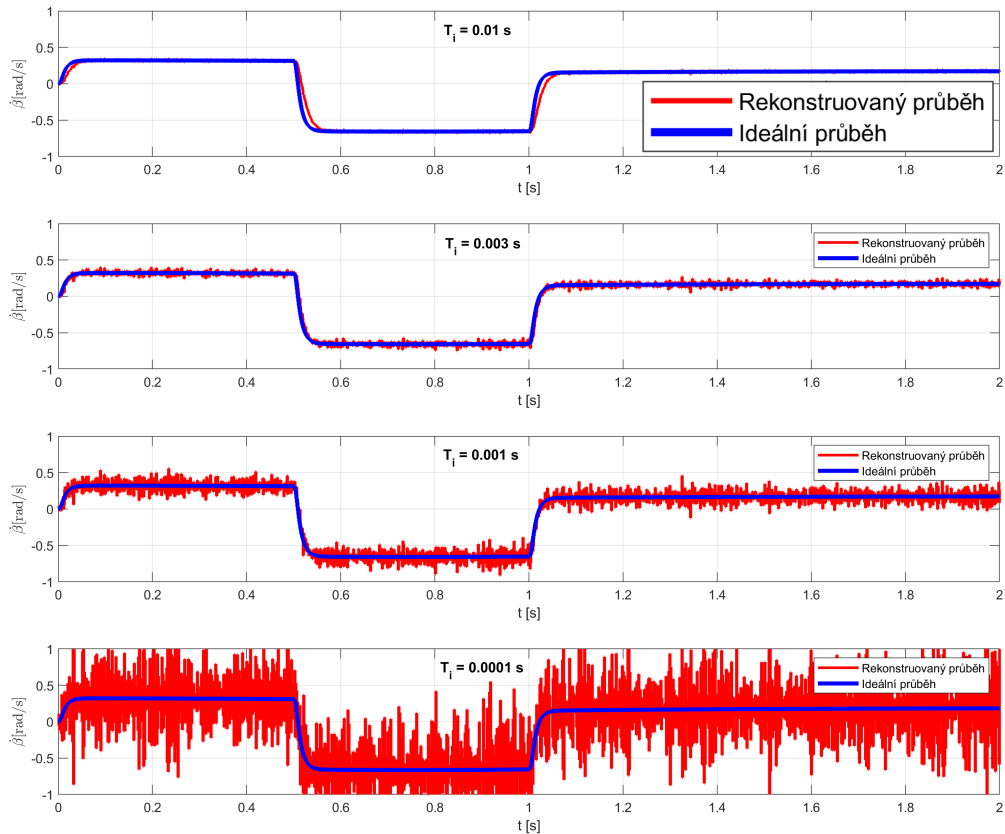 T_i = 0.01 s
1
0.5
0
-0.5
-1
β̇[rad/s]
Rekonstruovaný průběh
Ideální průběh
0 0.2 0.4 0.6 0.8 1 1.2 1.4 1.6 1.8 2
t [s]
T_i = 0.003 s
1
0.5
0
-0.5
-1
β̇[rad/s]
Rekonstruovaný průběh
Ideální průběh
0 0.2 0.4 0.6 0.8 1 1.2 1.4 1.6 1.8 2
t [s]
T_i = 0.001 s
1
0.5
0
-0.5
-1
β̇[rad/s]
Rekonstruovaný průběh
Ideální průběh
0 0.2 0.4 0.6 0.8 1 1.2 1.4 1.6 1.8 2
t [s]
T_i = 0.0001 s
1
0.5
0
-0.5
-1
β̇[rad/s]
Rekonstruovaný průběh
Ideální průběh
0 0.2 0.4 0.6 0.8 1 1.2 1.4 1.6 1.8 2
t [s]